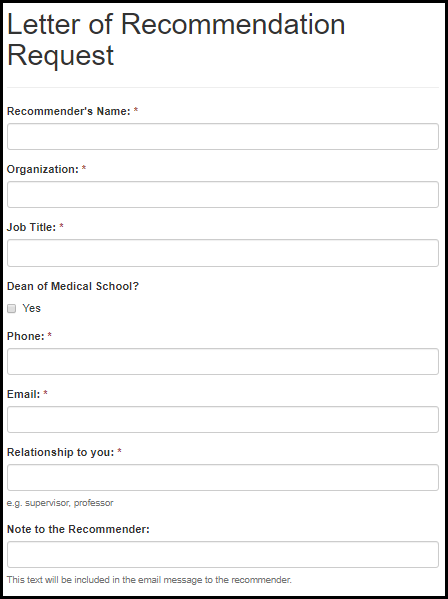 Letter of Recommendation
Request
Recommender's Name: *
Organization: *
Job Title: *
Dean of Medical School?
Yes
Phone: *
Email: *
Relationship to you: *
e.g. supervisor, professor
Note to the Recommender:
This text will be included in the email message to the recommender.